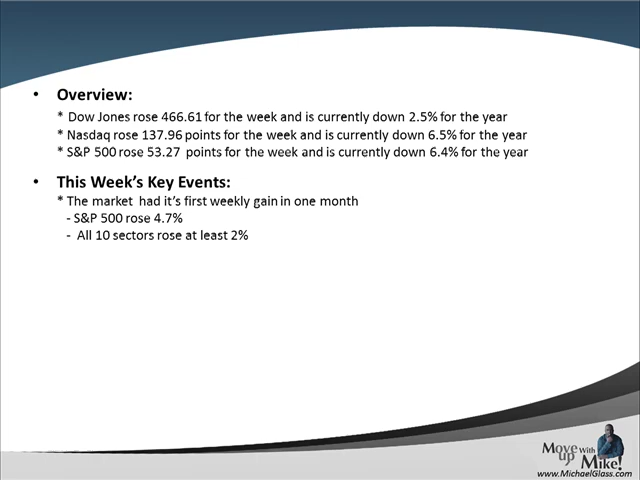 • Overview:
* Dow Jones rose 466.61 for the week and is currently down 2.5% for the year
* Nasdaq rose 137.96 points for the week and is currently down 6.5% for the year
* S&P 500 rose 53.27 points for the week and is currently down 6.4% for the year
• This Week's Key Events:
* The market had it's first weekly gain in one month
- S&P 500 rose 4.7%
- All 10 sectors rose at least 2%
Move up With Mike!
www.MichaelGlass.com